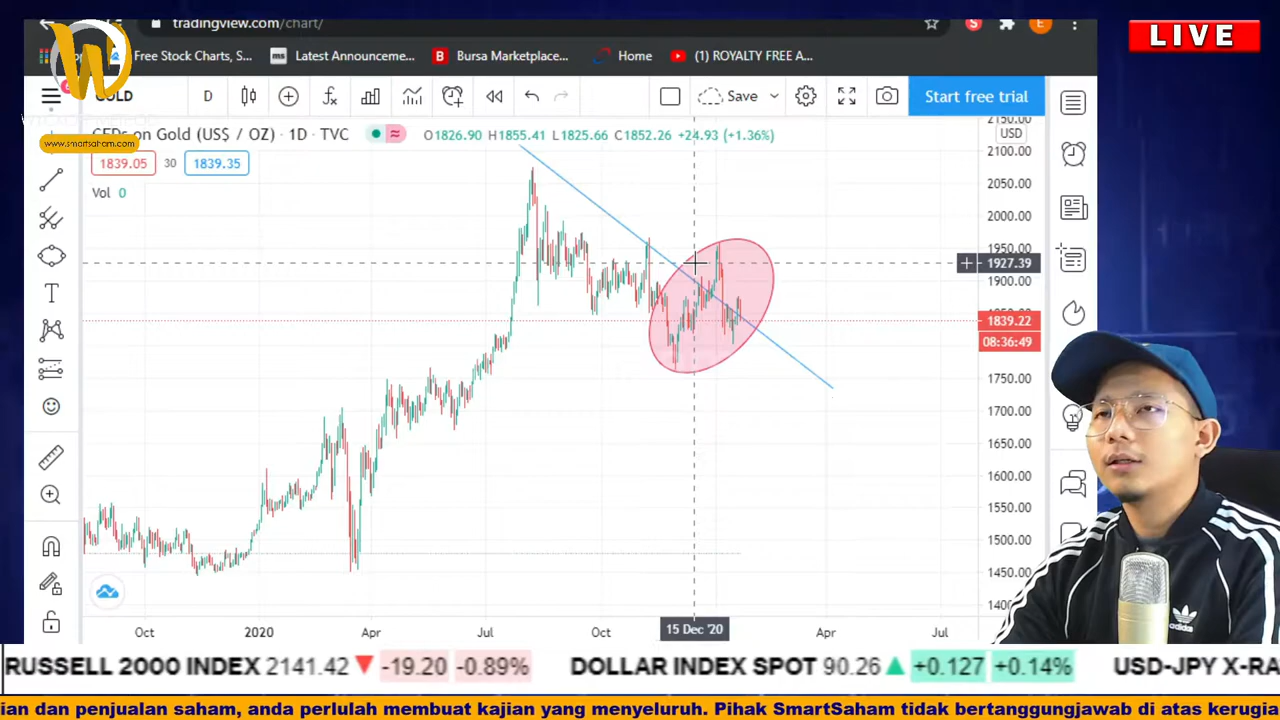 tradingview.com/chart/
LIVE
Free Stock Charts, S...
Latest Announceme...
Bursa Marketplace...
Home
(1) ROYALTY FREE A...
GOLD
D
Save
Start free trial
CFDs on Gold (US$ / OZ) · 1D · TVC
O1826.90 H1855.41 L1825.66 C1852.26 +24.93 (+1.36%)
USD
www.smartsaham.com
1839.05
30
1839.35
Vol 0
2150.00
2100.00
2050.00
2000.00
1950.00
1927.39
1900.00
1839.22
08:36:49
1750.00
1700.00
1650.00
1600.00
1550.00
1500.00
1450.00
Oct
2020
Apr
Jul
Oct
15 Dec '20
Apr
Jul
RUSSELL 2000 INDEX 2141.42 ▼ -19.20 -0.89% DOLLAR INDEX SPOT 90.26 ▲ +0.127 +0.14% USD-JPY X-RA
ian dan penjualan saham, anda perlulah membuat kajian yang menyeluruh. Pihak SmartSaham tidak bertanggungjawab di atas kerugia
adidas